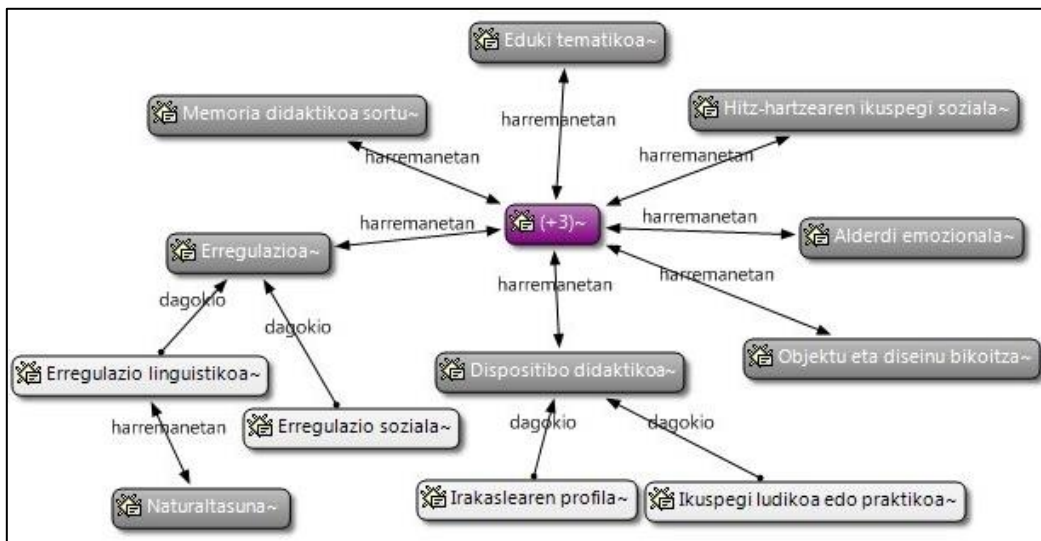 Eduki tematikoa~
Memoria didaktikoa sortu~
Hitz-hartzearen ikuspegi soziala~
harremanetan
harremanetan
harremanetan
(+3)~
harremanetan
harremanetan
Erregulazioa~
Alderdi emozionala~
harremanetan
harremanetan
dagokio
dagokio
Objektu eta diseinu bikoitza~
Erregulazio linguistikoa~
Dispositibo didaktikoa~
harremanetan
Erregulazio soziala~
dagokio
dagokio
Naturaltasuna~
Irakaslearen profila~
Ikuspegi ludikoa edo praktikoa~